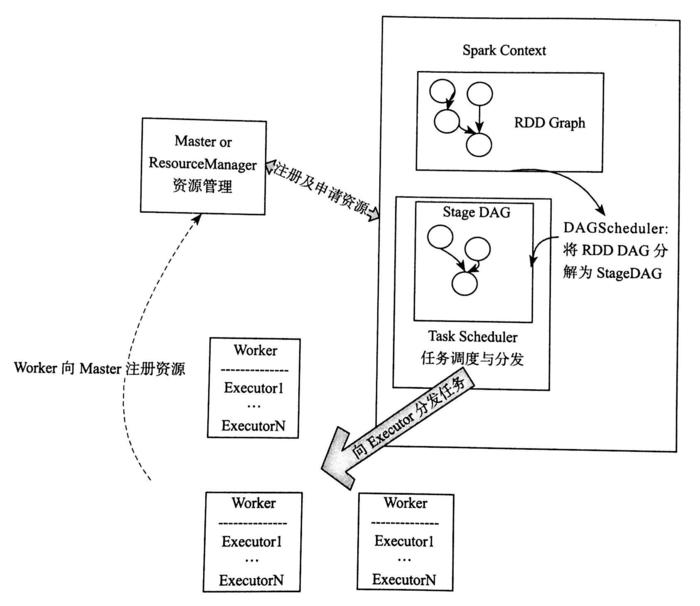 Spark Context
RDD Graph
Master or
ResourceManager
资源管理
注册及申请资源
Stage DAG
DAGScheduler:
将 RDD DAG 分
解为 StageDAG
Task Scheduler
任务调度与分发
Worker 向 Master 注册资源
Worker
Executor1
…
ExecutorN
向 Executor 分发任务
Worker
Executor1
…
ExecutorN
Worker
Executor1
…
ExecutorN